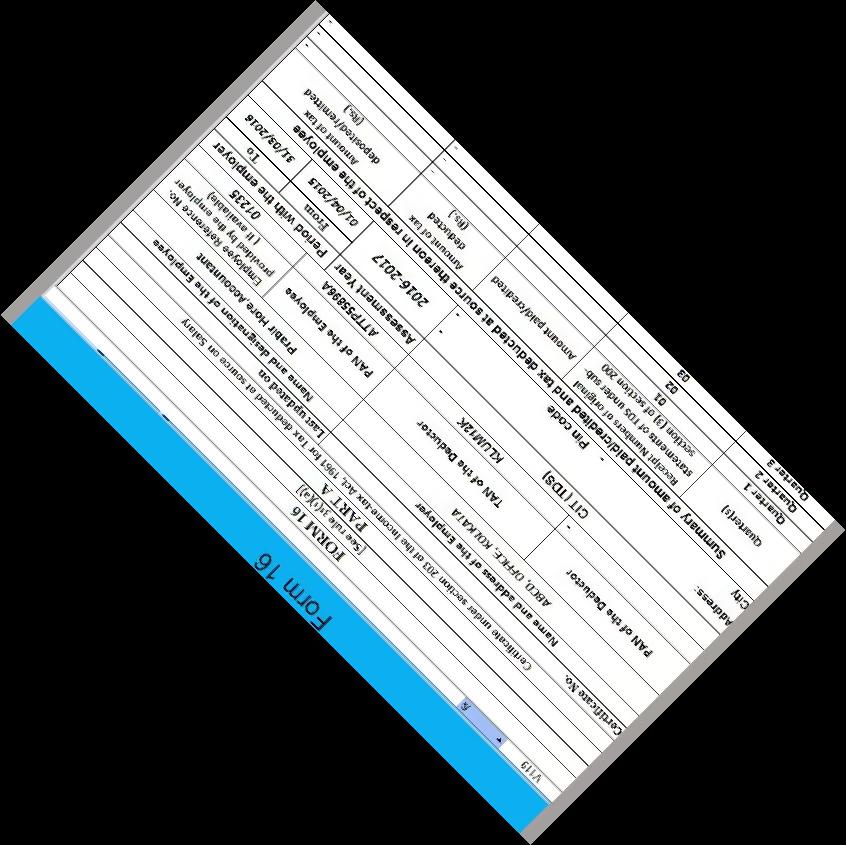 Form 16
V119 fx
FORM 16
[See rule 31(1)(a)]
PART A
Certificate under section 203 of the Income-tax Act, 1961 for Tax deducted at source on Salary
Certificate No. Last updated on
Name and address of the Employer Name and designation of the Employee
ABCD, OFFICE, KOLKATA Prabir Hore, Accountant
PAN of the Deductor TAN of the Deductor PAN of the Employee Employee Reference No. provided by the employer ( If available)
- KLUM12K ATTP55896A 01235
CIT (TDS) Assessment Year Period with the employer
Address: - 2016-2017 From To
City Pin code - 01/04/2015 31/03/2016
Summary of amount paid/credited and tax deducted at source thereon in respect of the employee
Quarter(s) Receipt Numbers of original statements of TDS under sub-section (3) of section 200 Amount paid/credited Amount of tax deducted (Rs.) Amount of tax deposited/remitted (Rs.)
Quarter 1 01 - -
Quarter 2 02 - -
Quarter 3 03 - -